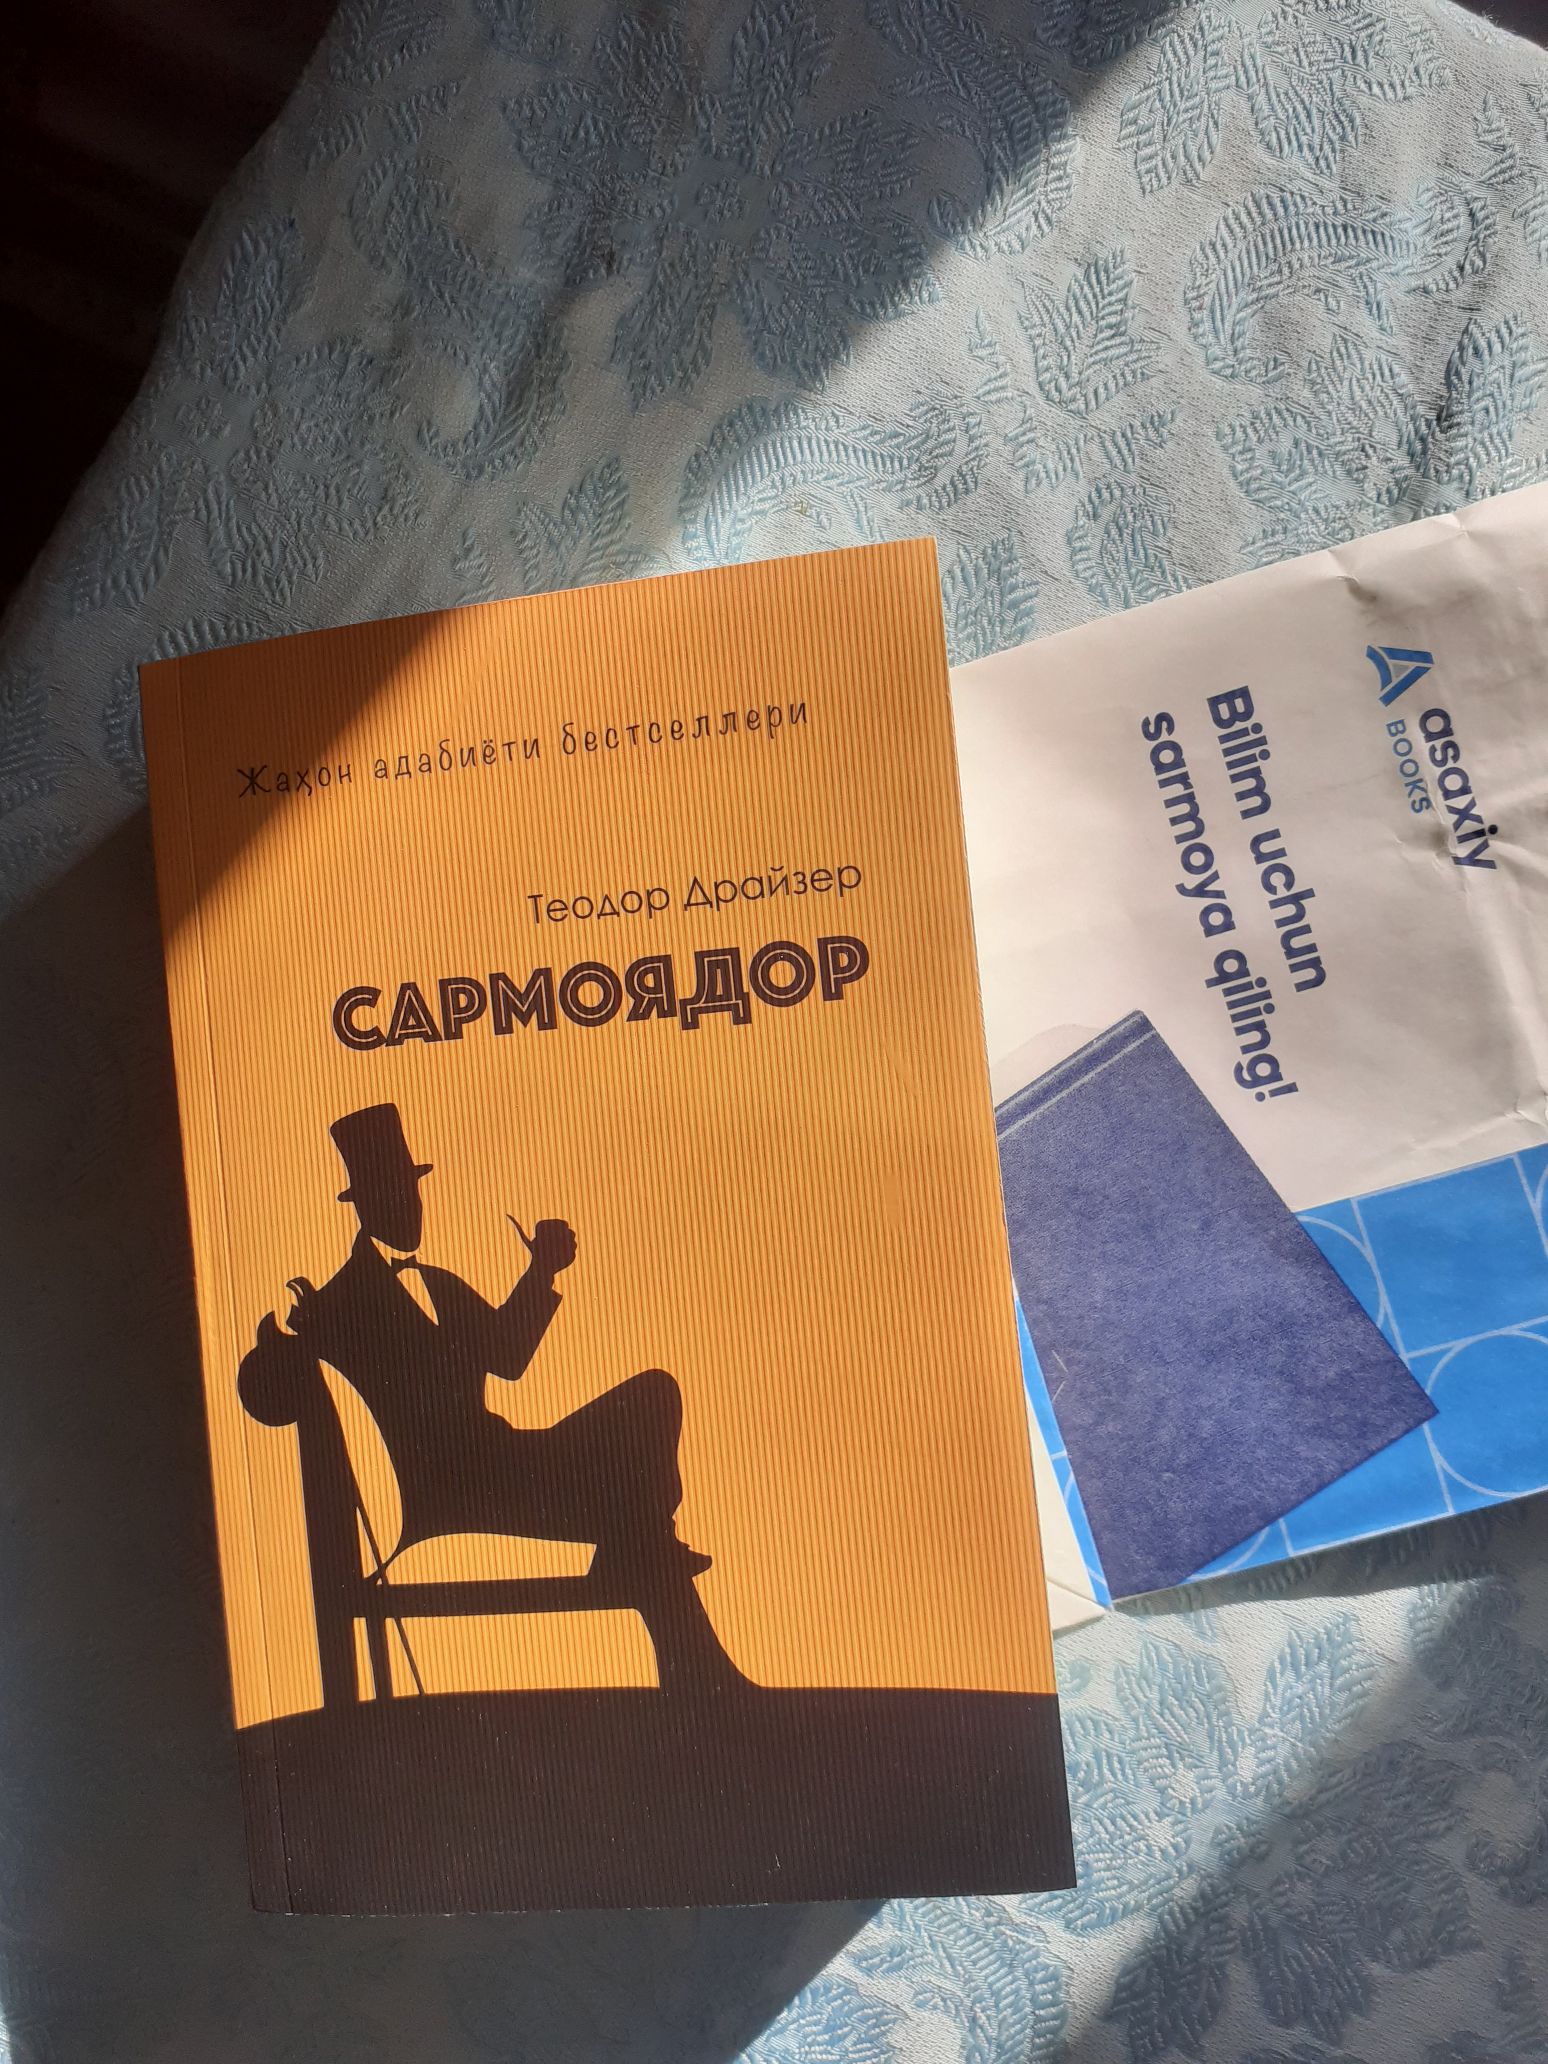 Жаҳон адабиёти бестселлери
Теодор Драйзер
САРМОЯДОР
asaxiy
BOOKS
Bilim uchun
sarmoya qiling!